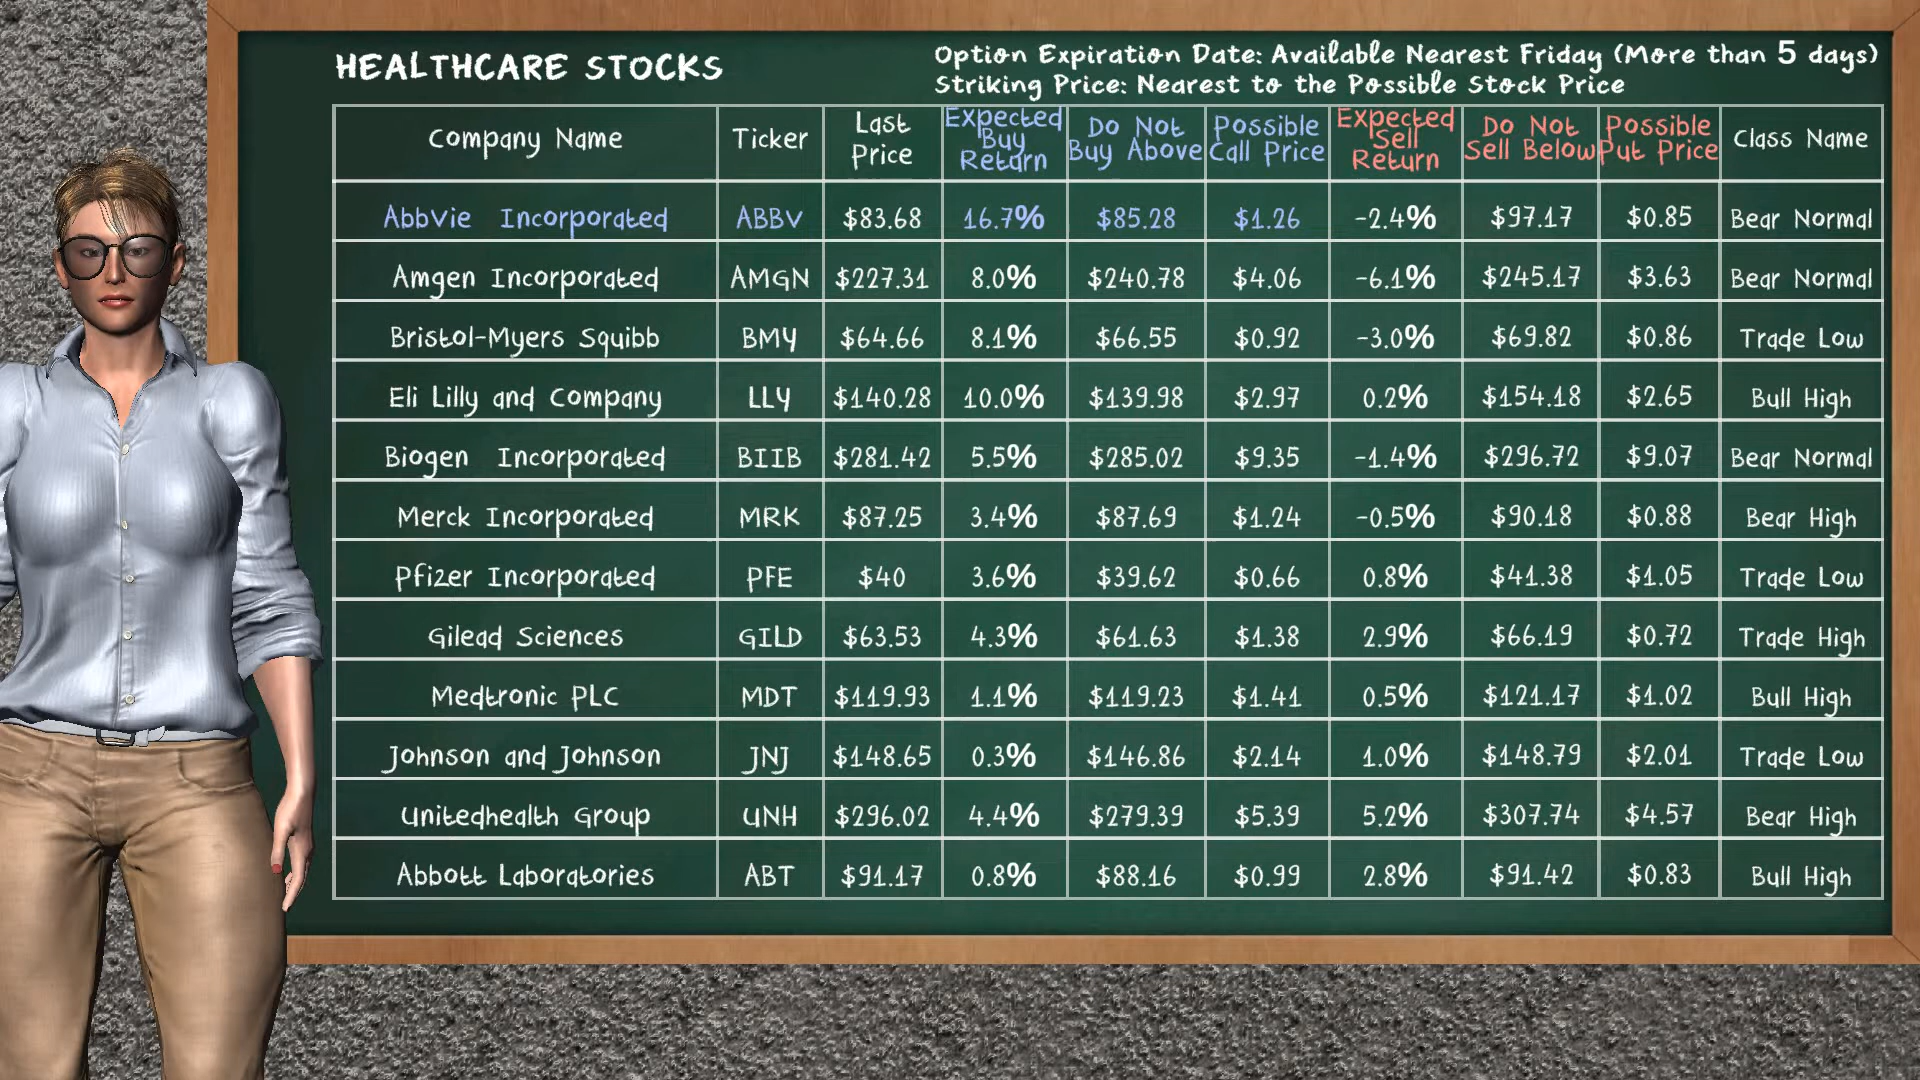 HEALTHCARE STOCKS
Option Expiration Date: Available Nearest Friday (More than 5 days)
Striking Price: Nearest to the Possible Stock Price
Company Name Ticker Last Price Expected Buy Return Do Not Buy Above Possible Call Price Expected Sell Return Do Not Sell Below Possible Put Price Class Name
AbbVie Incorporated ABBV $83.68 16.7% $85.28 $1.26 -2.4% $97.17 $0.85 Bear Normal
Amgen Incorporated AMGN $227.31 8.0% $240.78 $4.06 -6.1% $245.17 $3.63 Bear Normal
Bristol-Myers Squibb BMY $64.66 8.1% $66.55 $0.92 -3.0% $69.82 $0.86 Trade Low
Eli Lilly and Company LLY $140.28 10.0% $139.98 $2.97 0.2% $154.18 $2.65 Bull High
Biogen Incorporated BIIB $281.42 5.5% $285.02 $9.35 -1.4% $296.72 $9.07 Bear Normal
Merck Incorporated MRK $87.25 3.4% $87.69 $1.24 -0.5% $90.18 $0.88 Bear High
Pfizer Incorporated PFE $40 3.6% $39.62 $0.66 0.8% $41.38 $1.05 Trade Low
Gilead Sciences GILD $63.53 4.3% $61.63 $1.38 2.9% $66.19 $0.72 Trade High
Medtronic PLC MDT $119.93 1.1% $119.23 $1.41 0.5% $121.17 $1.02 Bull High
Johnson and Johnson JNJ $148.65 0.3% $146.86 $2.14 1.0% $148.79 $2.01 Trade Low
Unitedhealth Group UNH $296.02 4.4% $279.39 $5.39 5.2% $307.74 $4.57 Bear High
Abbott Laboratories ABT $91.17 0.8% $88.16 $0.99 2.8% $91.42 $0.83 Bull High